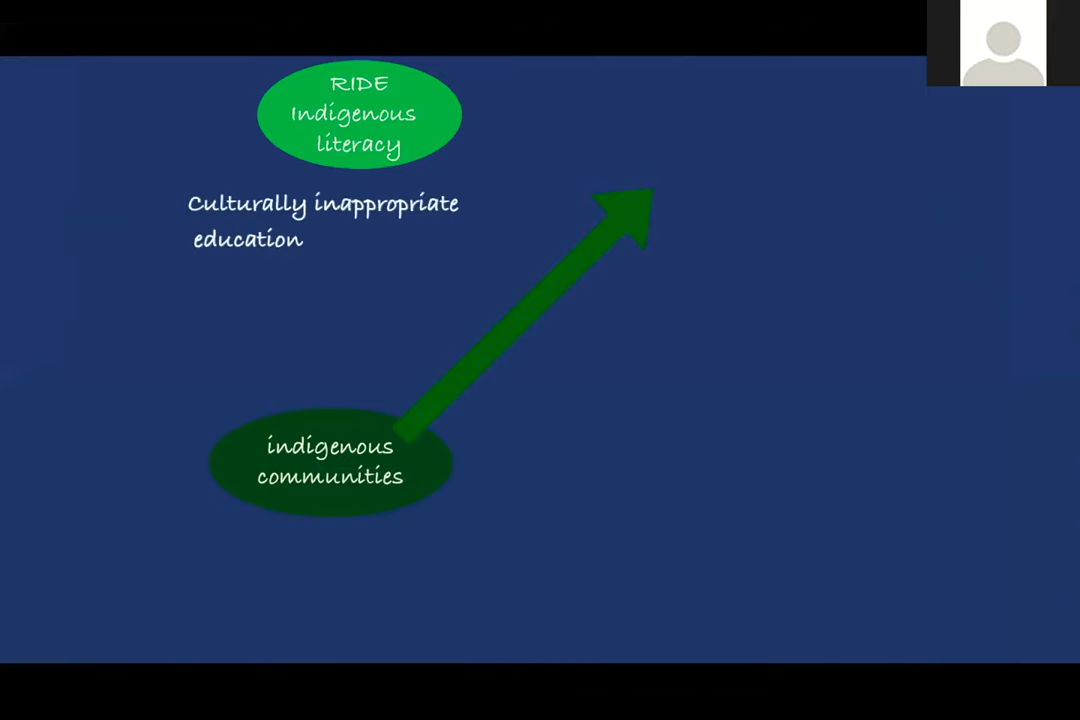 RIDE
Indigenous
literacy
Culturally inappropriate
education
indigenous
communities